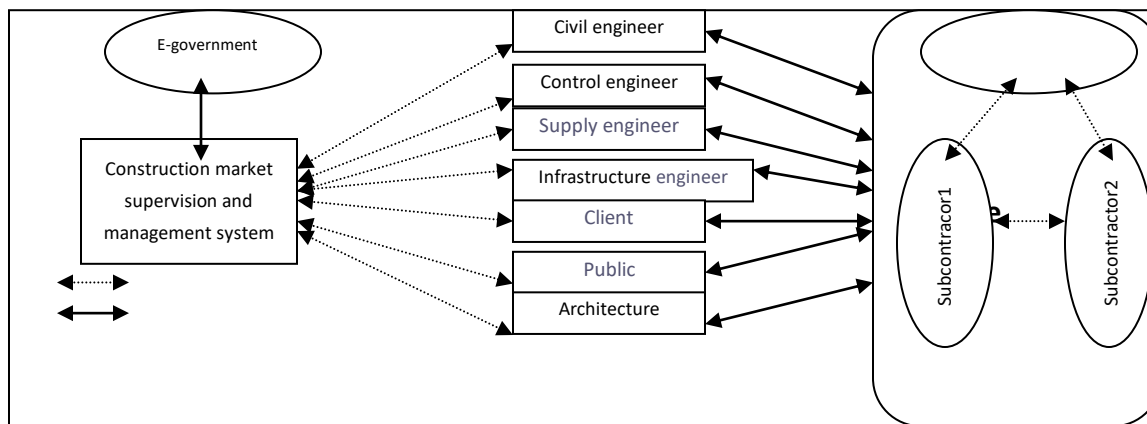 E-government
Construction market
supervision and
management system
Civil engineer
Control engineer
Supply engineer
Infrastructure engineer
Client
Public
Architecture
Subcontracor1
Subcontractor2